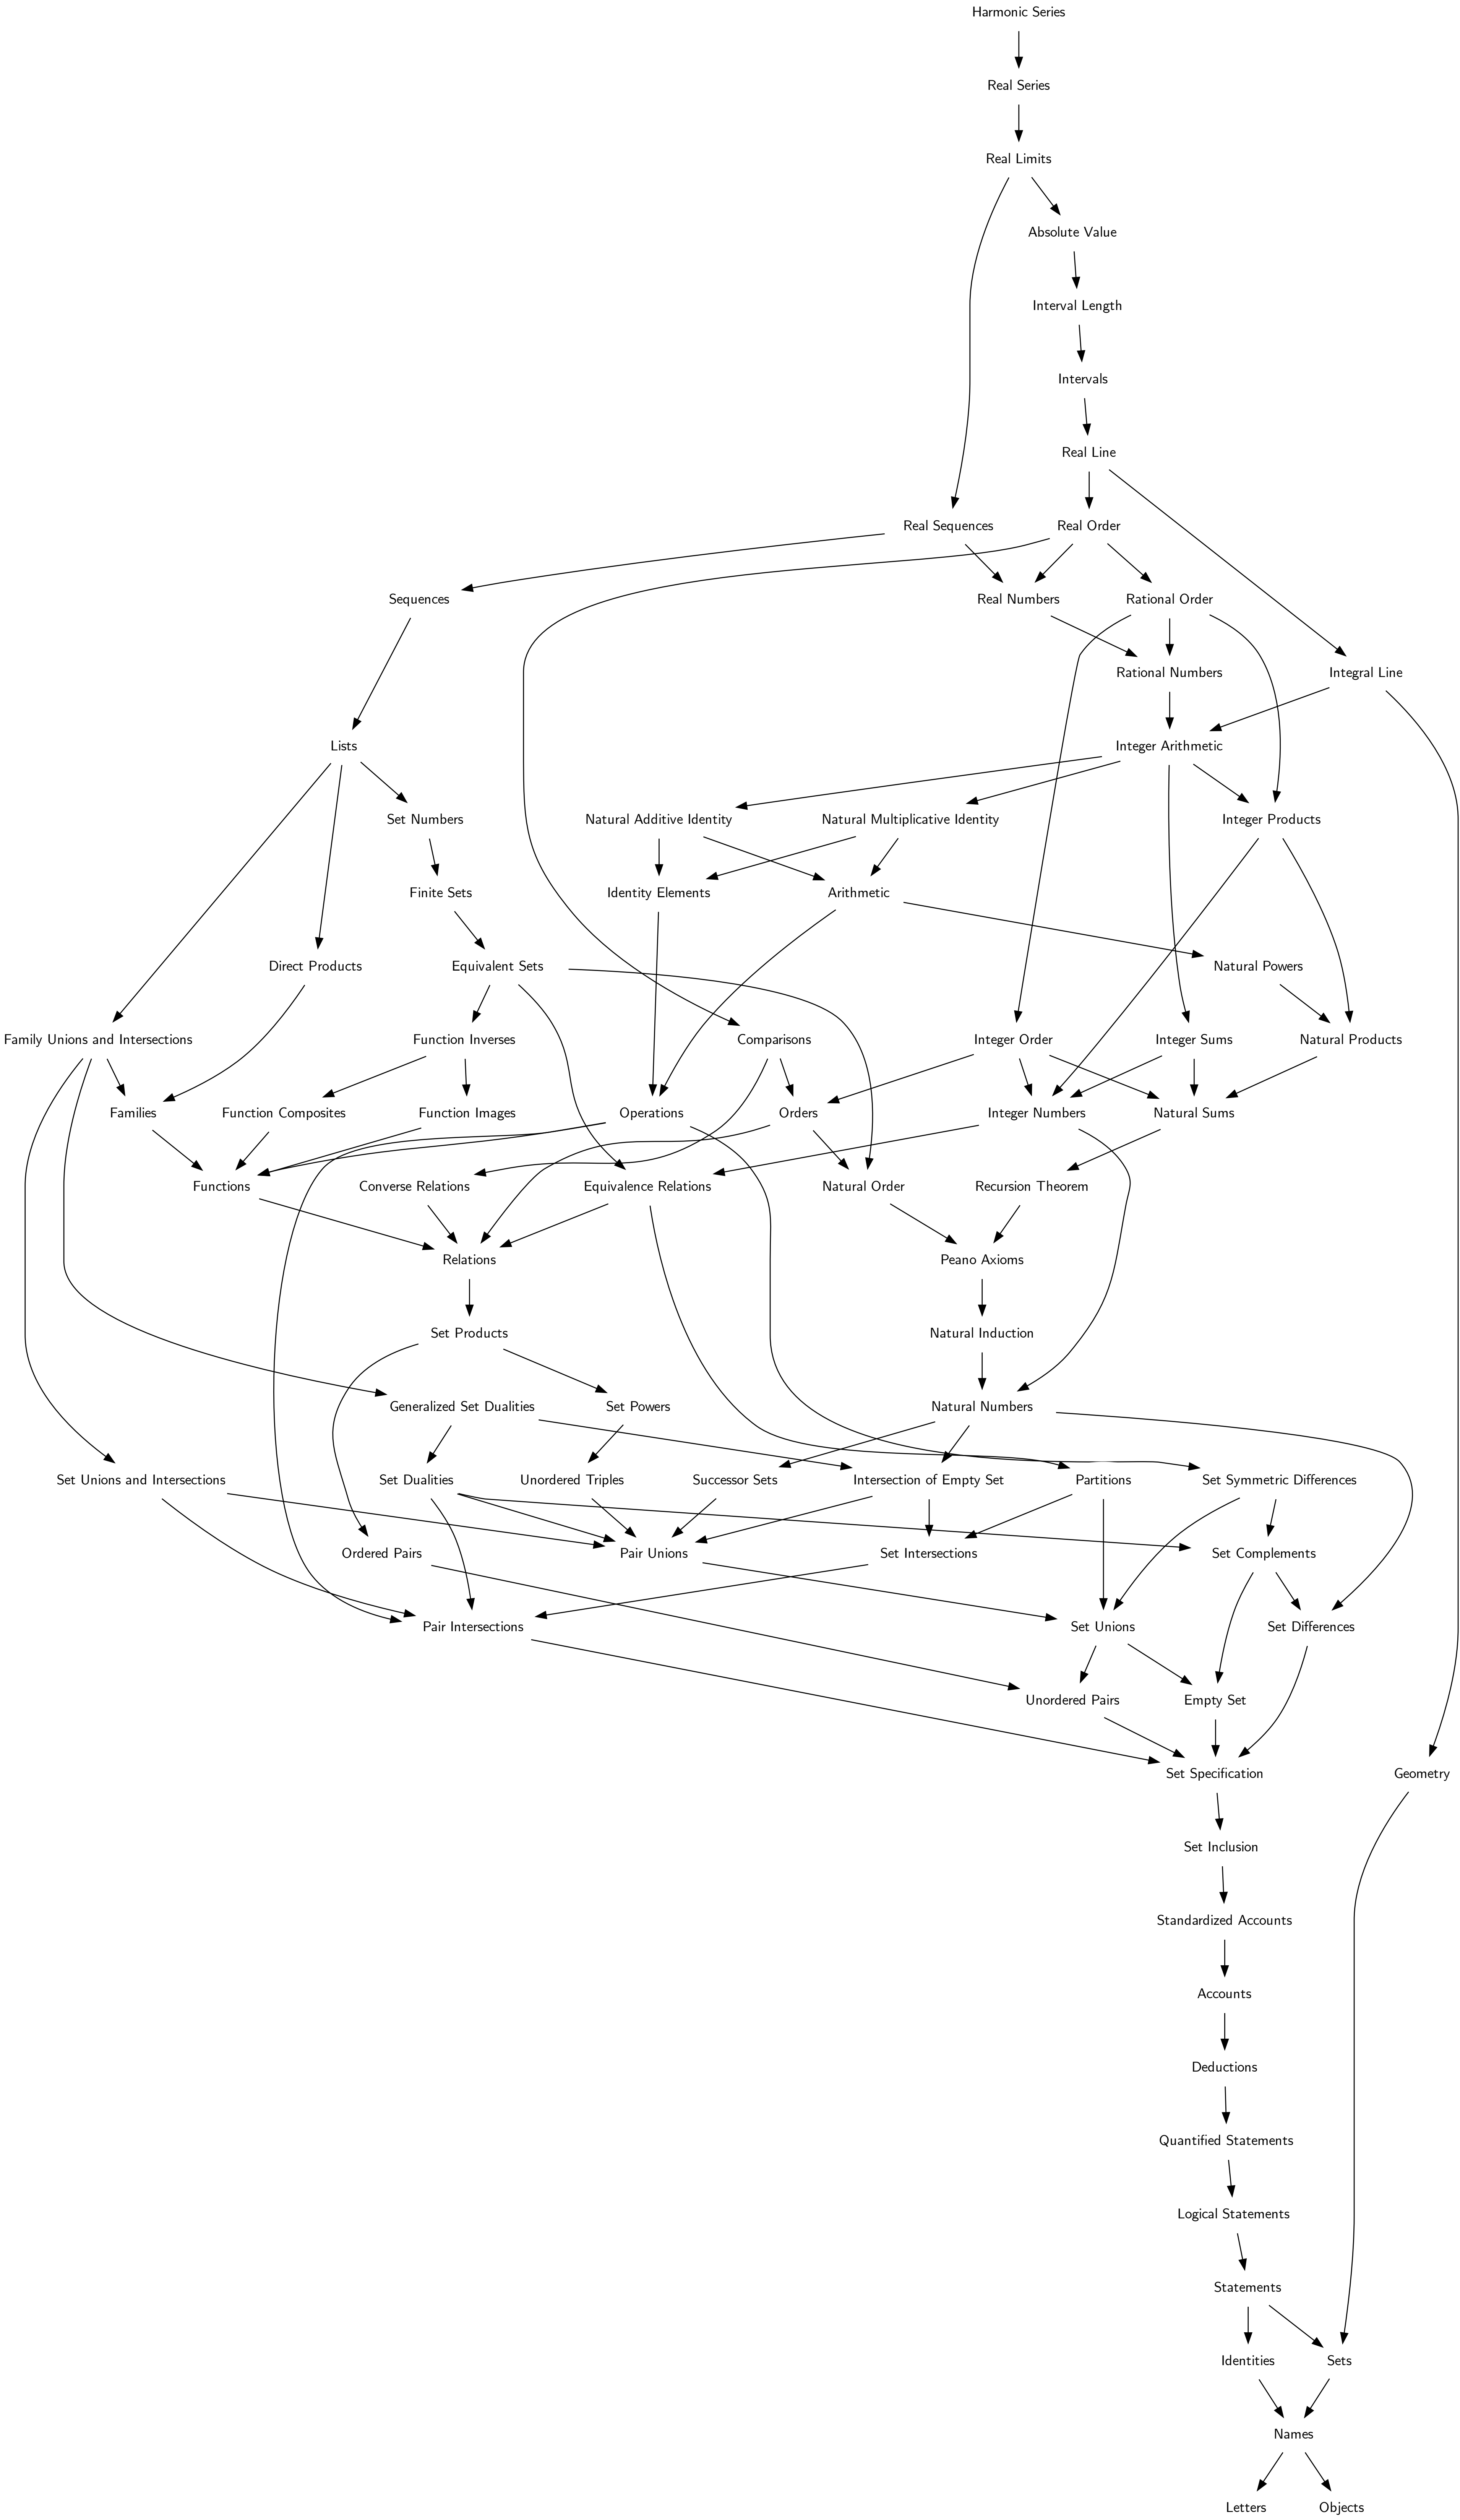 Harmonic Series
Real Series
Real Limits
Absolute Value
Interval Length
Intervals
Real Line
Real Sequences
Real Order
Sequences
Real Numbers
Rational Order
Rational Numbers
Integral Line
Lists
Integer Arithmetic
Set Numbers
Natural Additive Identity
Natural Multiplicative Identity
Integer Products
Finite Sets
Identity Elements
Arithmetic
Direct Products
Equivalent Sets
Natural Powers
Family Unions and Intersections
Function Inverses
Comparisons
Integer Order
Integer Sums
Natural Products
Families
Function Composites
Function Images
Operations
Orders
Integer Numbers
Natural Sums
Functions
Converse Relations
Equivalence Relations
Natural Order
Recursion Theorem
Relations
Peano Axioms
Set Products
Natural Induction
Generalized Set Dualities
Set Powers
Natural Numbers
Set Unions and Intersections
Set Dualities
Unordered Triples
Successor Sets
Intersection of Empty Set
Partitions
Set Symmetric Differences
Ordered Pairs
Pair Unions
Set Intersections
Set Complements
Pair Intersections
Set Unions
Set Differences
Unordered Pairs
Empty Set
Set Specification
Geometry
Set Inclusion
Standardized Accounts
Accounts
Deductions
Quantified Statements
Logical Statements
Statements
Identities
Sets
Names
Letters
Objects